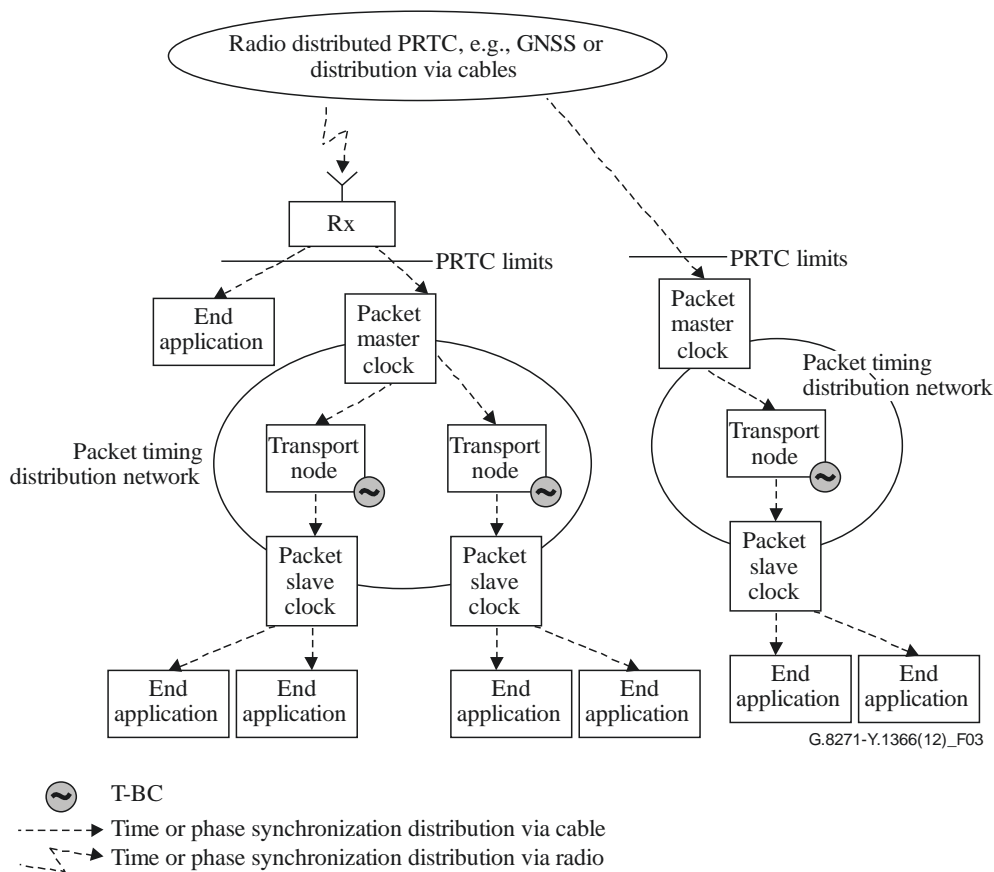 Radio distributed PRTC, e.g., GNSS or
distribution via cables
Rx
PRTC limits
PRTC limits
End
application
Packet
master
clock
Packet
master
clock
Packet timing
distribution network
Packet timing
distribution network
Transport
node
Transport
node
Transport
node
Packet
slave
clock
Packet
slave
clock
Packet
slave
clock
End
application
End
application
End
application
End
application
End
application
End
application
G.8271-Y.1366(12)_F03
T-BC
Time or phase synchronization distribution via cable
Time or phase synchronization distribution via radio